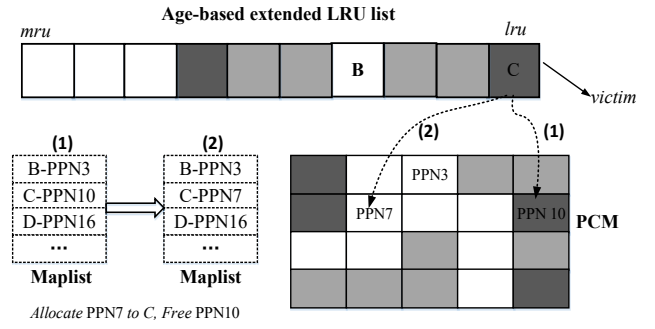 Age-based extended LRU list
mru
lru
B
C
victim
(1)
(2)
(2)
(1)
B-PPN3
C-PPN10
D-PPN16
...
Maplist
B-PPN3
C-PPN7
D-PPN16
...
Maplist
PPN3
PPN7
PPN 10
PCM
Allocate PPN7 to C, Free PPN10